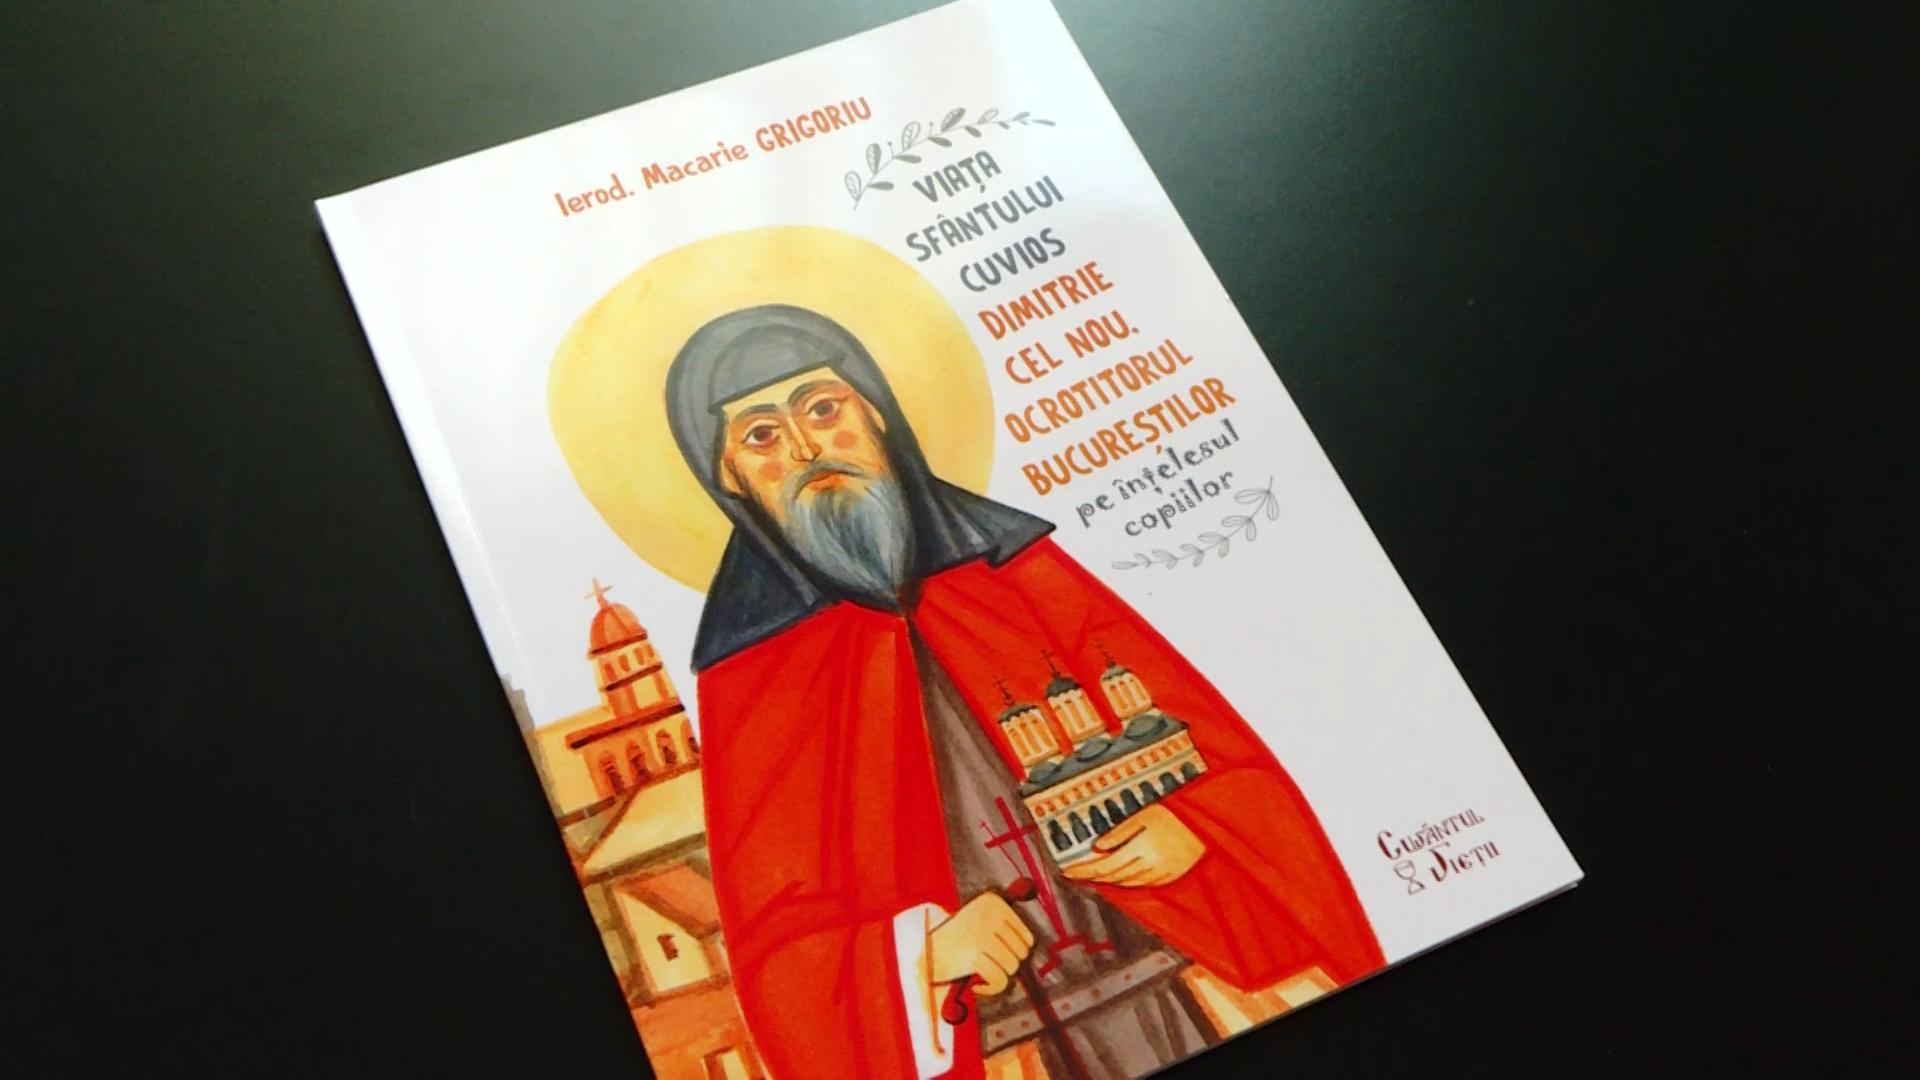 Ierod. Macarie GRIGORIU
VIAȚA
SFÂNTULUI
CUVIOS
DIMITRIE
CEL NOU,
OCROTITORUL
BUCUREȘTILOR
pe înțelesul
copiilor
CUVÂNTUL
VIEȚII